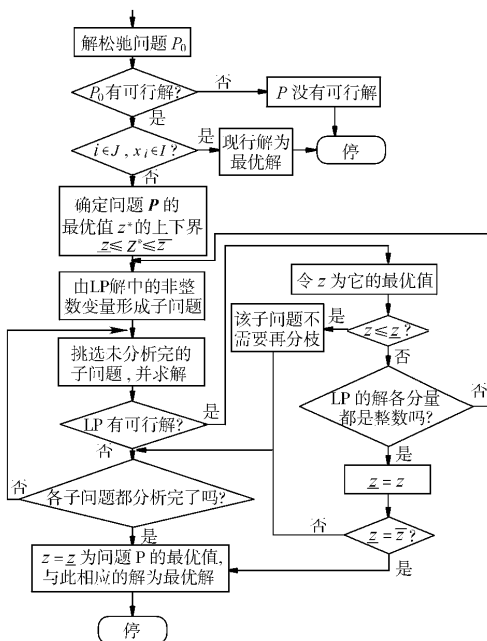 解松驰问题 P₀
P₀有可行解?
否
P 没有可行解
是
i∈J , xᵢ∈I ?
是
现行解为
最优解
停
否
确定问题 P 的
最优值 z*的上下界
z̲≤ Z*≤z̄
由LP解中的非整
数变量形成子问题
挑选未分析完的
子问题 , 并求解
LP 有可行解?
是
否
各子问题都分析完了吗?
是
z = z̲ 为问题 P 的最优值,
与此相应的解为最优解
停
令 z 为它的最优值
z≤ z̲ ?
是
该子问题不
需要再分枝
否
LP 的解各分量
都是整数吗?
否
是
z̲ = z
z̲ = z̄ ?
否
是